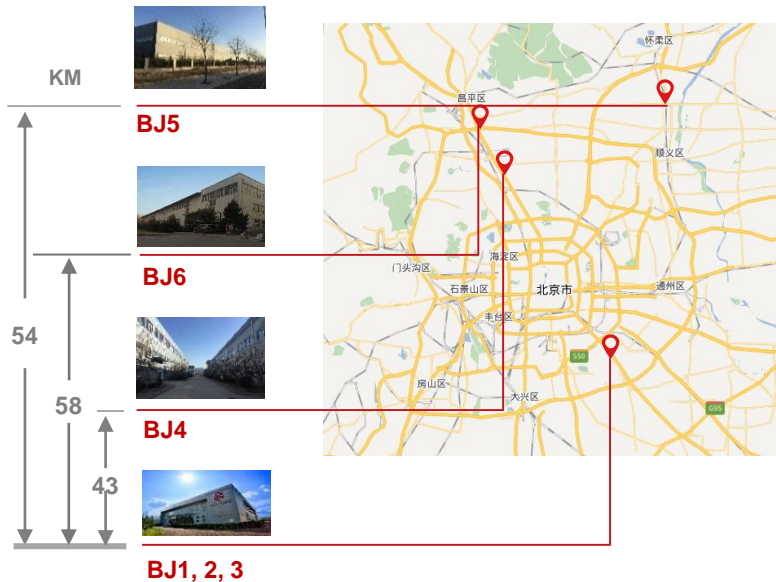 KM
BJ5
BJ6
54
58
BJ4
43
BJ1, 2, 3
怀柔区
昌平区
顺义区
海淀区
门头沟区
石景山区
北京市
通州区
丰台区
S50
房山区
大兴区
G95